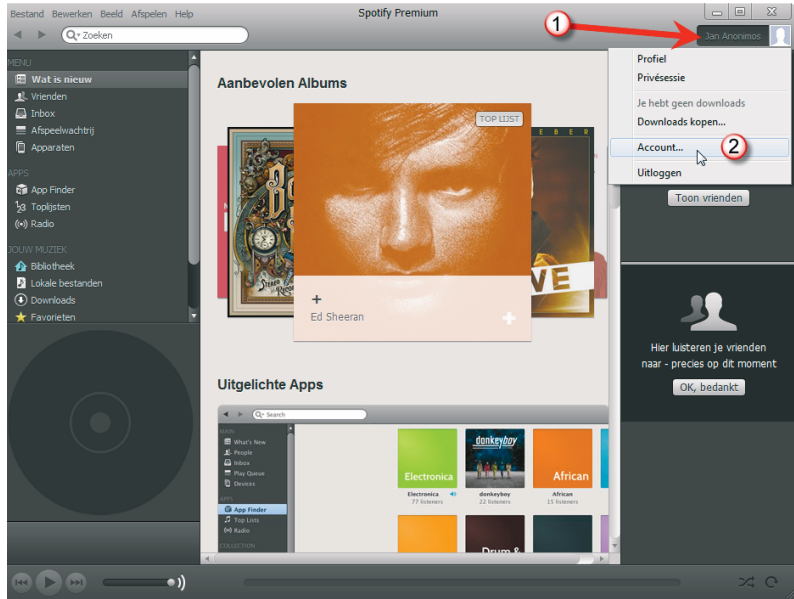 Bestand Bewerken Beeld Afspelen Help
Spotify Premium
Zoeken
1
Jan Anonimos
Profiel
Privésessie
Je hebt geen downloads
Downloads kopen...
Account...
2
Uitloggen
MENU
Wat is nieuw
Vrienden
Inbox
Afspeelwachtrij
Apparaten
APPS
App Finder
Toplijsten
Radio
JOUW MUZIEK
Bibliotheek
Lokale bestanden
Downloads
Favorieten
Aanbevolen Albums
TOP LIJST
EBER
VE
+
Ed Sheeran
Toon vrienden
Hier luisteren je vrienden
naar - precies op dit moment
OK, bedankt
Uitgelichte Apps
Search
MAIN
What's New
People
Inbox
Play Queue
Devices
APPS
App Finder
Top Lists
Radio
COLLECTION
Electronica
donkeyboy
African
Electronica
77 listeners
donkeyboy
22 listeners
African
15 listeners
Drum &